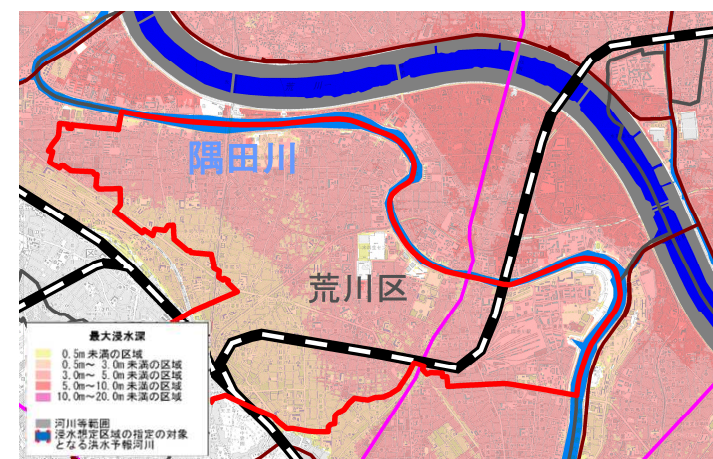 隅田川
荒川区
最大浸水深
0.5m 未満の区域
0.5m～ 3.0m 未満の区域
3.0m～ 5.0m 未満の区域
5.0m～10.0m 未満の区域
10.0m～20.0m 未満の区域
河川等範囲
浸水想定区域の指定の対象
となる洪水予報河川